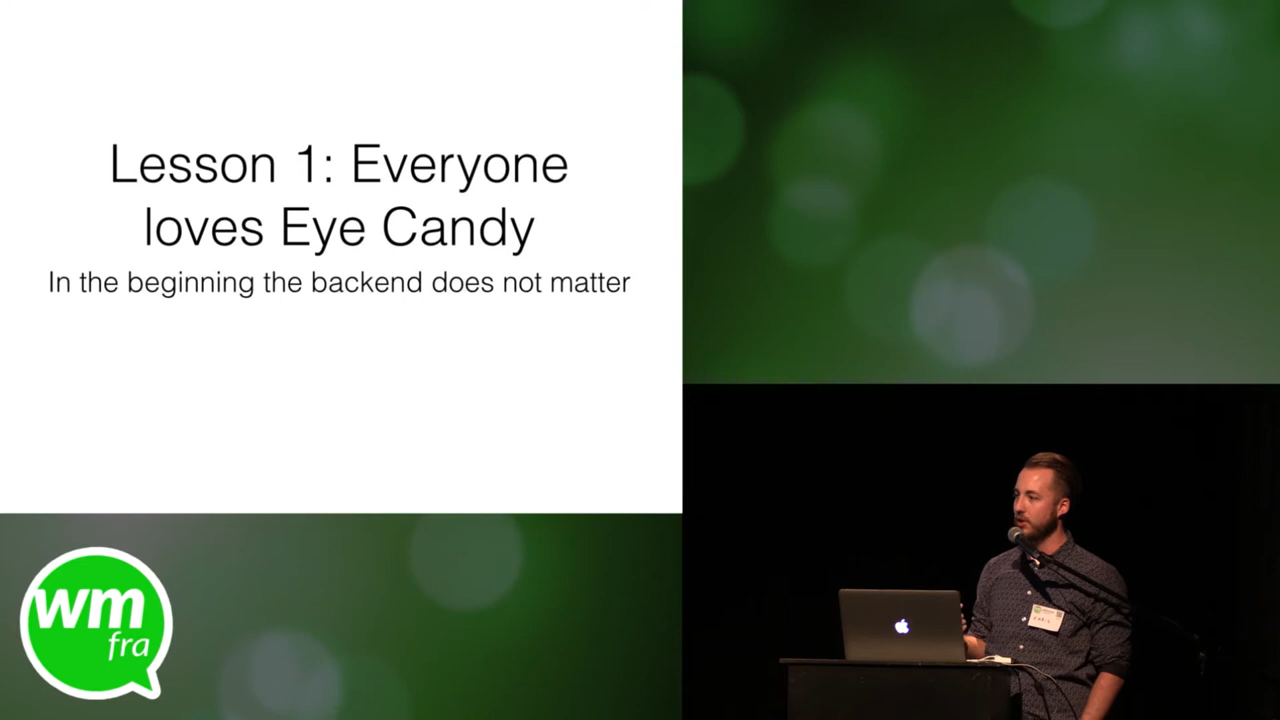 Lesson 1: Everyone
loves Eye Candy
In the beginning the backend does not matter
wm
fra